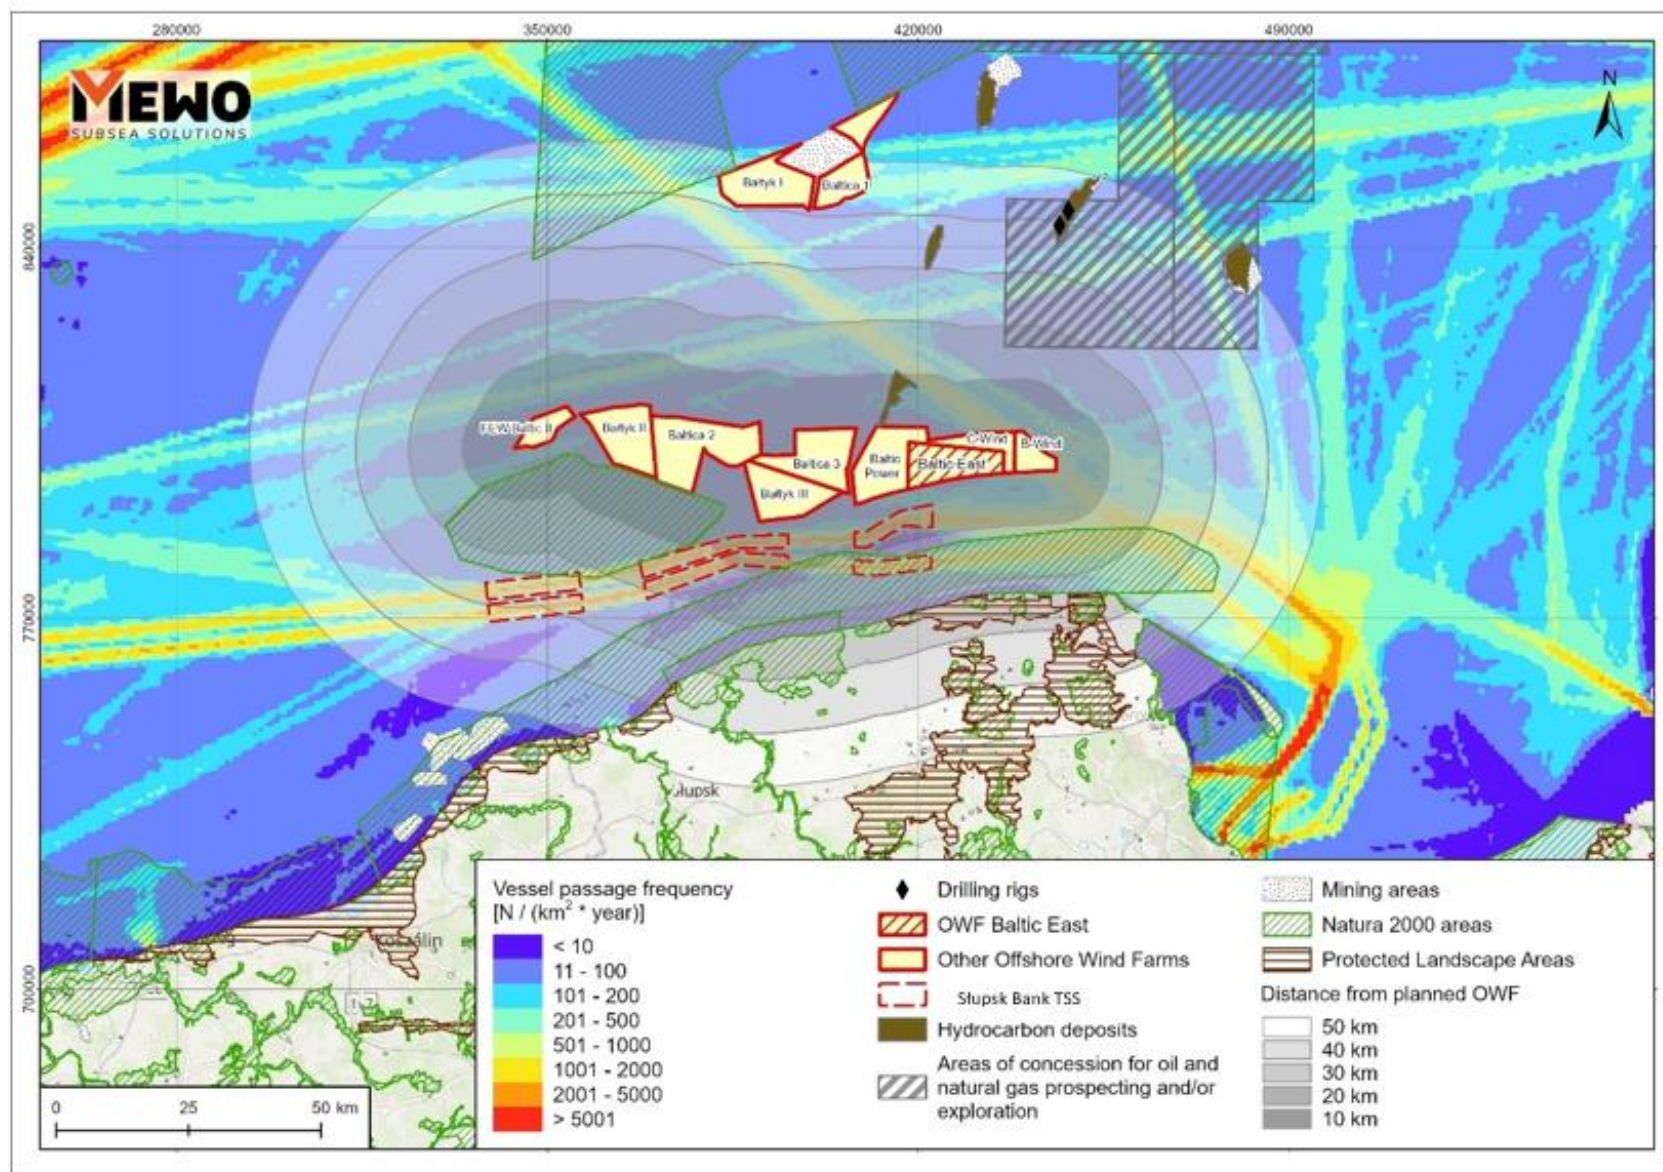 280000
350000
420000
490000
MEWO
SUBSEA SOLUTIONS
N
Bałtyk I
Baltica 1
840000
FEW Baltic II
Bałtyk II
Baltica 2
Baltica 3
Bałtyk III
Baltic
Power
C-Wind
B-Wind
Baltic-East
770000
Słupsk
Koszalin
700000
Vessel passage frequency
[N / (km² * year)]
< 10
11 - 100
101 - 200
201 - 500
501 - 1000
1001 - 2000
2001 - 5000
> 5001
Drilling rigs
OWF Baltic East
Other Offshore Wind Farms
Słupsk Bank TSS
Hydrocarbon deposits
Areas of concession for oil and
natural gas prospecting and/or
exploration
Mining areas
Natura 2000 areas
Protected Landscape Areas
Distance from planned OWF
50 km
40 km
30 km
20 km
10 km
0
25
50 km